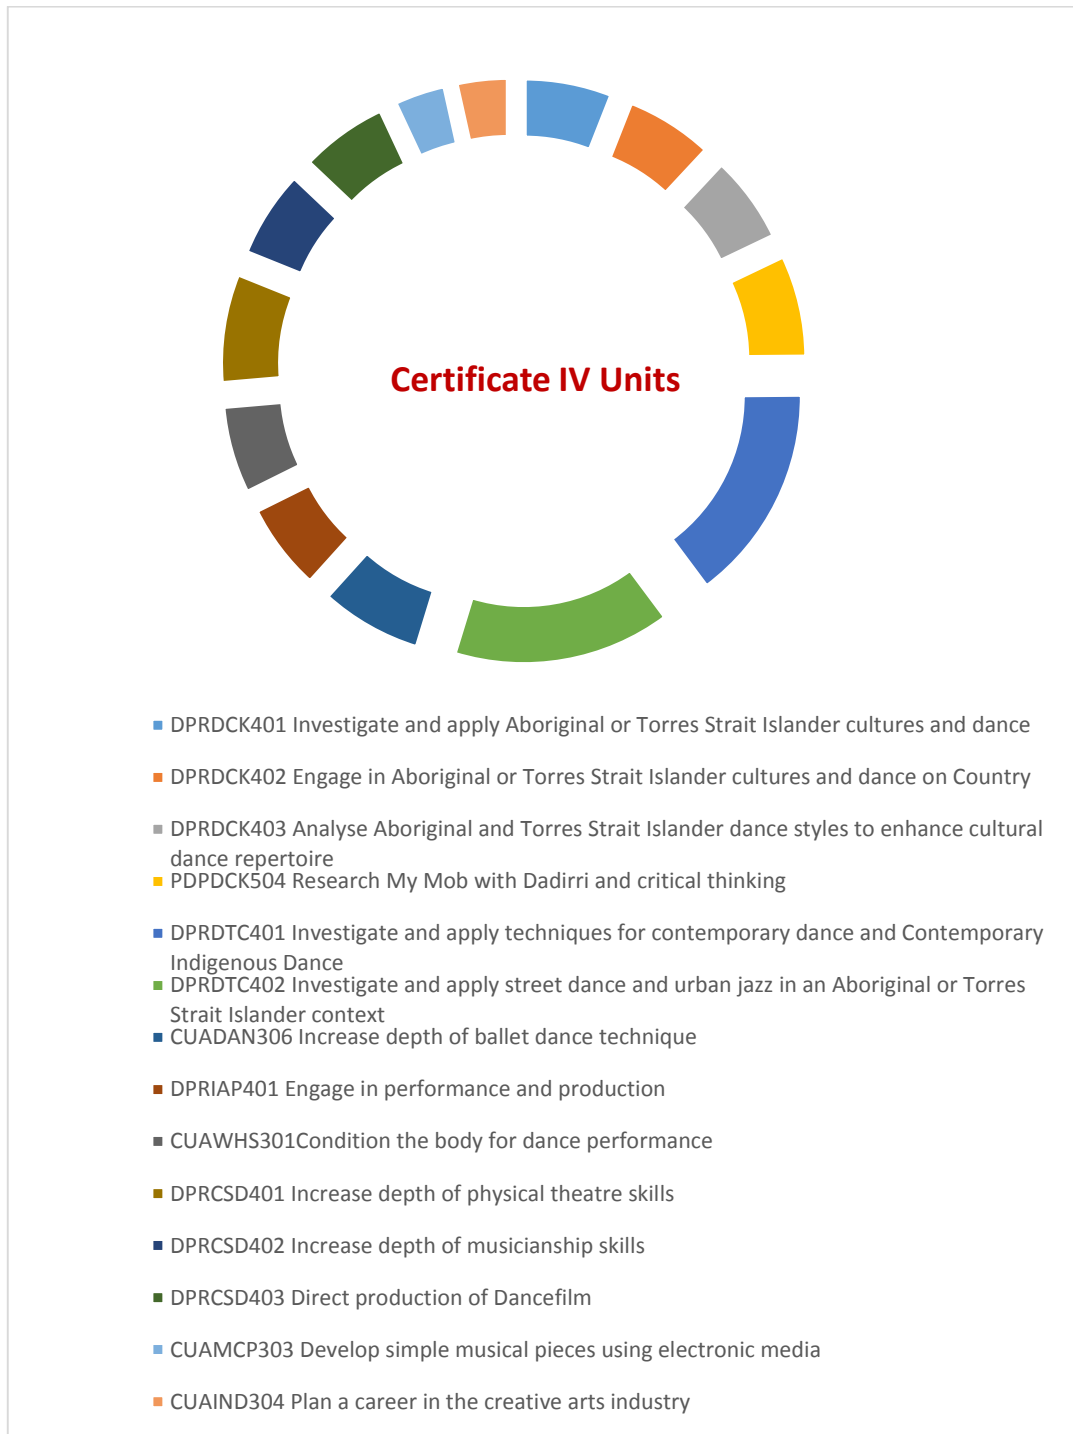 Certificate IV Units
DPRDCK401 Investigate and apply Aboriginal or Torres Strait Islander cultures and dance
DPRDCK402 Engage in Aboriginal or Torres Strait Islander cultures and dance on Country
DPRDCK403 Analyse Aboriginal and Torres Strait Islander dance styles to enhance cultural
dance repertoire
PDPDCK504 Research My Mob with Dadirri and critical thinking
DPRDTC401 Investigate and apply techniques for contemporary dance and Contemporary
Indigenous Dance
DPRDTC402 Investigate and apply street dance and urban jazz in an Aboriginal or Torres
Strait Islander context
CUADAN306 Increase depth of ballet dance technique
DPRIAP401 Engage in performance and production
CUAWHS301Condition the body for dance performance
DPRCSD401 Increase depth of physical theatre skills
DPRCSD402 Increase depth of musicianship skills
DPRCSD403 Direct production of Dancefilm
CUAMCP303 Develop simple musical pieces using electronic media
CUAIND304 Plan a career in the creative arts industry